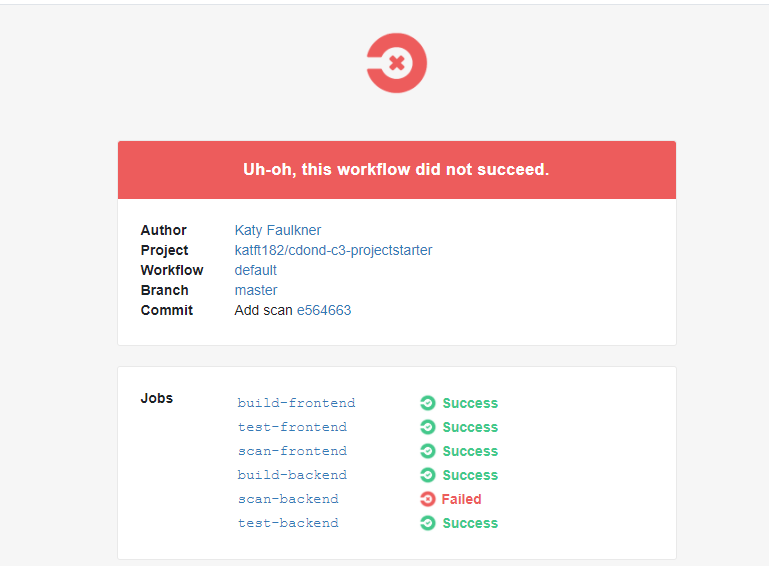 Uh-oh, this workflow did not succeed.
Author Katy Faulkner
Project katft182/cdond-c3-projectstarter
Workflow default
Branch master
Commit Add scan e564663
Jobs
build-frontend Success
test-frontend Success
scan-frontend Success
build-backend Success
scan-backend Failed
test-backend Success